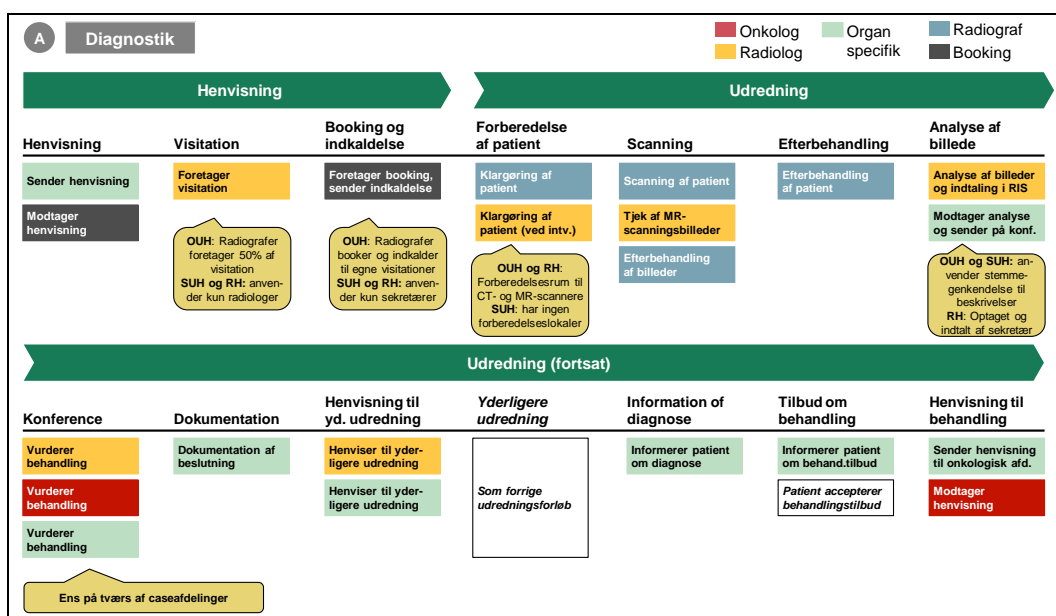 A Diagnostik
Onkolog
Radiolog
Organ
specifik
Radiograf
Booking
Henvisning
Udredning
Henvisning
Visitation
Booking og
indkaldelse
Forberedelse
af patient
Scanning
Efterbehandling
Analyse af
billede
Sender henvisning
Modtager
henvisning
Foretager
visitation
OUH: Radiografer
foretager 50% af
visitation
SUH og RH: anven-
der kun radiologer
Foretager booking,
sender indkaldelse
OUH: Radiografer
booker og indkalder
til egne visitationer
SUH og RH: anven-
der kun sekretærer
Klargøring af
patient
Klargøring af
patient (ved intv.)
OUH og RH:
Forberedelsesrum til
CT- og MR-scannere
SUH: har ingen
forberedelseslokaler
Scanning af patient
Tjek af MR-
scanningsbilleder
Efterbehandling
af billeder
Efterbehandling
af patient
Analyse af billeder
og indtaling i RIS
Modtager analyse
og sender på konf.
OUH og SUH: an-
vender stemme-
genkendelse til
beskrivelser
RH: Optaget og
indtalt af sekretær
Udredning (fortsat)
Konference
Dokumentation
Henvisning til
yd. udredning
Yderligere
udredning
Information of
diagnose
Tilbud om
behandling
Henvisning til
behandling
Vurderer
behandling
Vurderer
behandling
Vurderer
behandling
Ens på tværs af caseafdelinger
Dokumentation af
beslutning
Henviser til yder-
ligere udredning
Henviser til yder-
ligere udredning
Som forrige
udredningsforløb
Informerer patient
om diagnose
Informerer patient
om behand.tilbud
Patient accepterer
behandlingstilbud
Sender henvisning
til onkologisk afd.
Modtager
henvisning